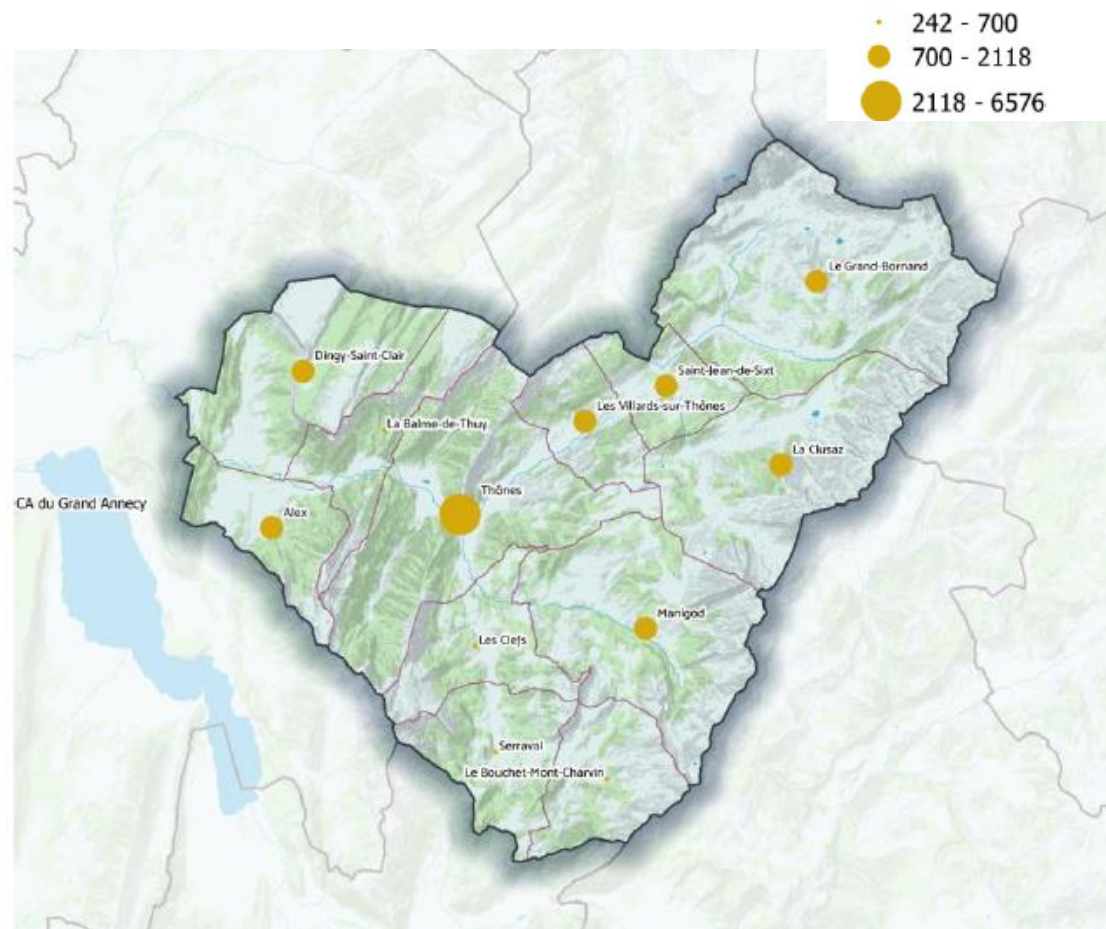 242 - 700
700 - 2118
2118 - 6576
Le Grand-Bornand
Dingy-Saint-Clair
Saint-Jean-de-Sixt
Les Villards-sur-Thônes
La Balme-de-Thuy
La Clusaz
Thônes
CA du Grand Annecy
Alex
Manigod
Les Clefs
Serraval
Le Bouchet-Mont-Charvin